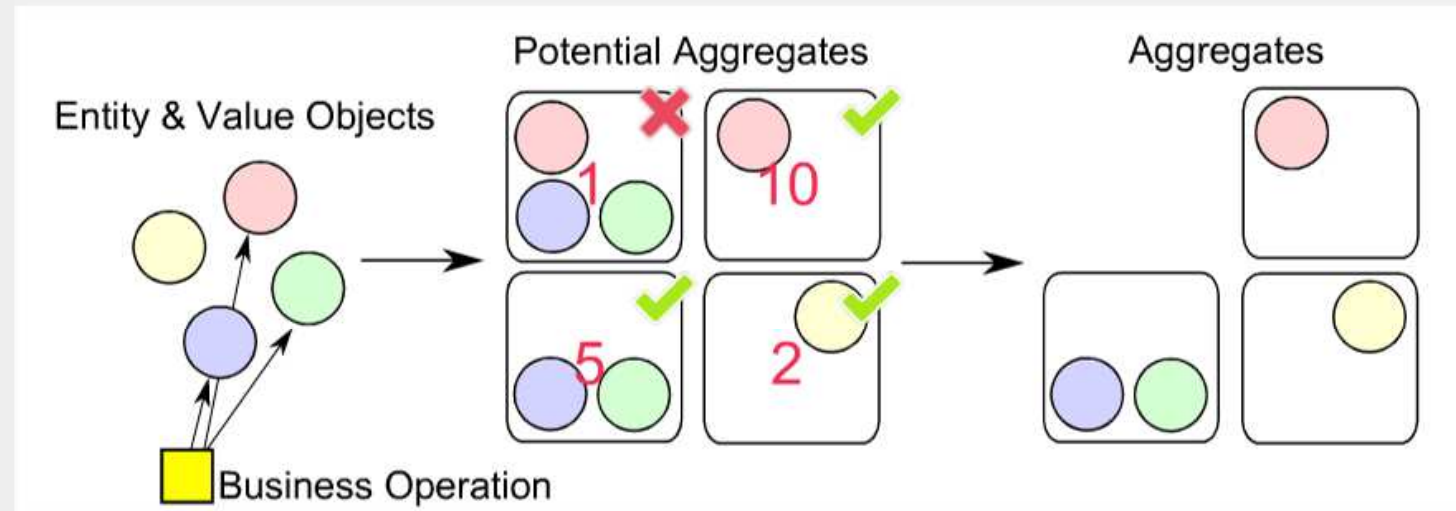 Potential Aggregates
Aggregates
Entity & Value Objects
1
10
5
2
Business Operation